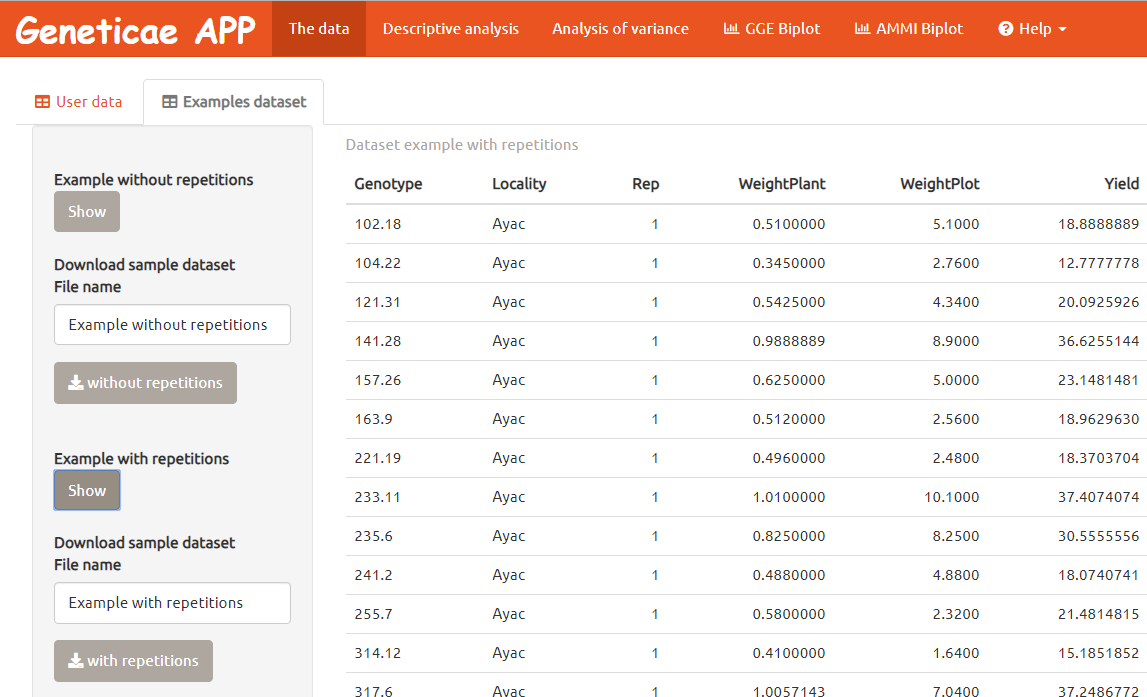 Geneticae APP The data Descriptive analysis Analysis of variance GGE Biplot AMMI Biplot Help
User data Examples dataset
Example without repetitions
Show
Download sample dataset
File name
Example without repetitions
without repetitions
Example with repetitions
Show
Download sample dataset
File name
Example with repetitions
with repetitions
Dataset example with repetitions
Genotype Locality Rep WeightPlant WeightPlot Yield
102.18 Ayac 1 0.5100000 5.1000 18.8888889
104.22 Ayac 1 0.3450000 2.7600 12.7777778
121.31 Ayac 1 0.5425000 4.3400 20.0925926
141.28 Ayac 1 0.9888889 8.9000 36.6255144
157.26 Ayac 1 0.6250000 5.0000 23.1481481
163.9 Ayac 1 0.5120000 2.5600 18.9629630
221.19 Ayac 1 0.4960000 2.4800 18.3703704
233.11 Ayac 1 1.0100000 10.1000 37.4074074
235.6 Ayac 1 0.8250000 8.2500 30.5555556
241.2 Ayac 1 0.4880000 4.8800 18.0740741
255.7 Ayac 1 0.5800000 2.3200 21.4814815
314.12 Ayac 1 0.4100000 1.6400 15.1851852
317.6 Ayac 1 1.0057143 7.0400 37.2486772